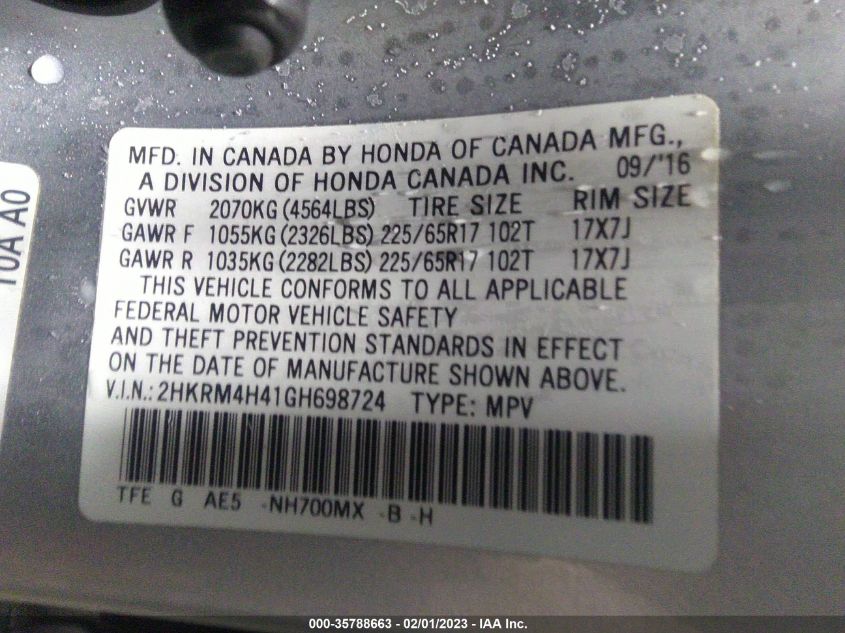 MFD. IN CANADA BY HONDA OF CANADA MFG.,
A DIVISION OF HONDA CANADA INC. 09/'16
GVWR 2070KG (4564LBS) TIRE SIZE RIM SIZE
GAWR F 1055KG (2326LBS) 225/65R17 102T 17X7J
GAWR R 1035KG (2282LBS) 225/65R17 102T 17X7J
THIS VEHICLE CONFORMS TO ALL APPLICABLE
FEDERAL MOTOR VEHICLE SAFETY
AND THEFT PREVENTION STANDARDS IN EFFECT
ON THE DATE OF MANUFACTURE SHOWN ABOVE.
V.I.N.: 2HKRM4H41GH698724 TYPE: MPV
TFE G AE5 -NH700MX -B -H
10A A0
000-35788663 - 02/01/2023 - IAA Inc.